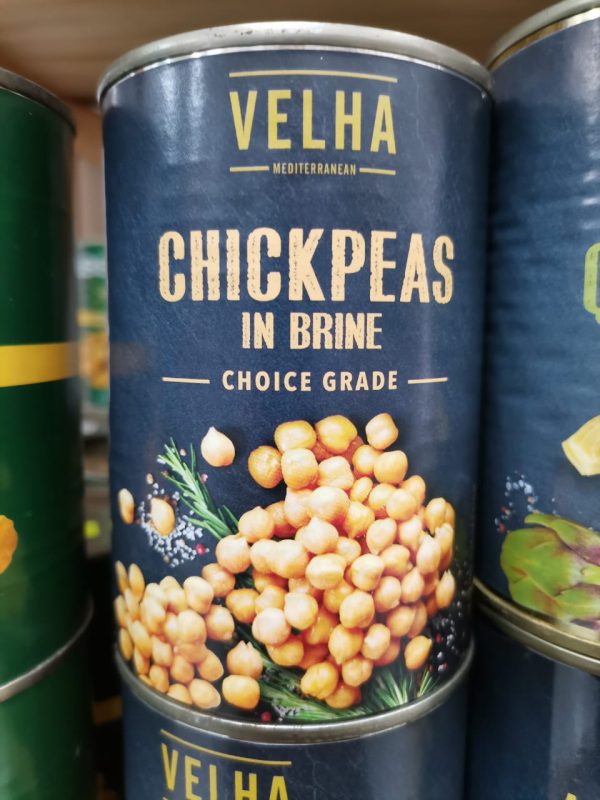 VELHA
MEDITERRANEAN
CHICKPEAS
IN BRINE
CHOICE GRADE
VELHA